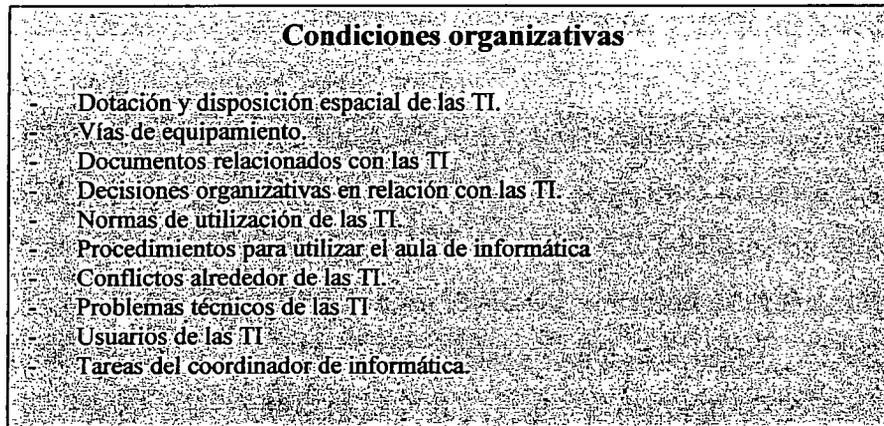 Condiciones organizativas
- Dotación y disposición espacial de las TI.
- Vías de equipamiento.
- Documentos relacionados con las TI
- Decisiones organizativas en relación con las TI.
- Normas de utilización de las TI.
- Procedimientos para utilizar el aula de informática
- Conflictos alrededor de las TI.
- Problemas técnicos de las TI
- Usuarios de las TI
- Tareas del coordinador de informática.